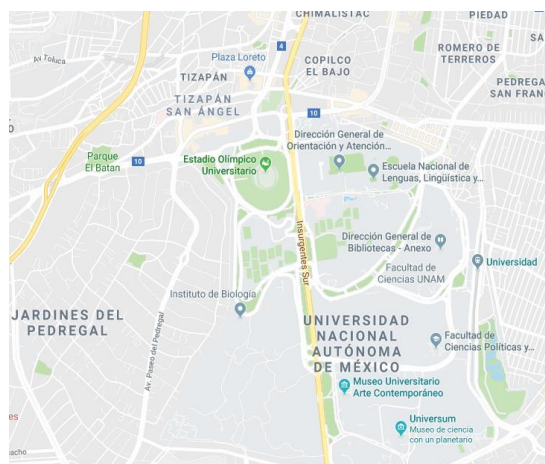 CHIMALISTAC
PIEDAD
SA
4
Av Toluca
Plaza Loreto
COPILCO
EL BAJO
ROMERO DE
TERREROS
TIZAPÁN
PEDREGA
SAN FRAN
TIZAPÁN
SAN ÁNGEL
10
Parque
El Batan
10
Dirección General de
Orientación y Atención...
Estadio Olímpico
Universitario
Escuela Nacional de
Lenguas, Lingüística y...
Insurgentes Sur
Dirección General de
Bibliotecas - Anexo
Facultad de
Ciencias UNAM
Universidad
Instituto de Biología
JARDINES DEL
PEDREGAL
UNIVERSIDAD
NACIONAL
AUTÓNOMA
DE MÉXICO
Av. Paseo del Pedregal
Facultad de
Ciencias Políticas y...
Museo Universitario
Arte Contemporáneo
es
Universum
Museo de ciencia
con un planetario
acho